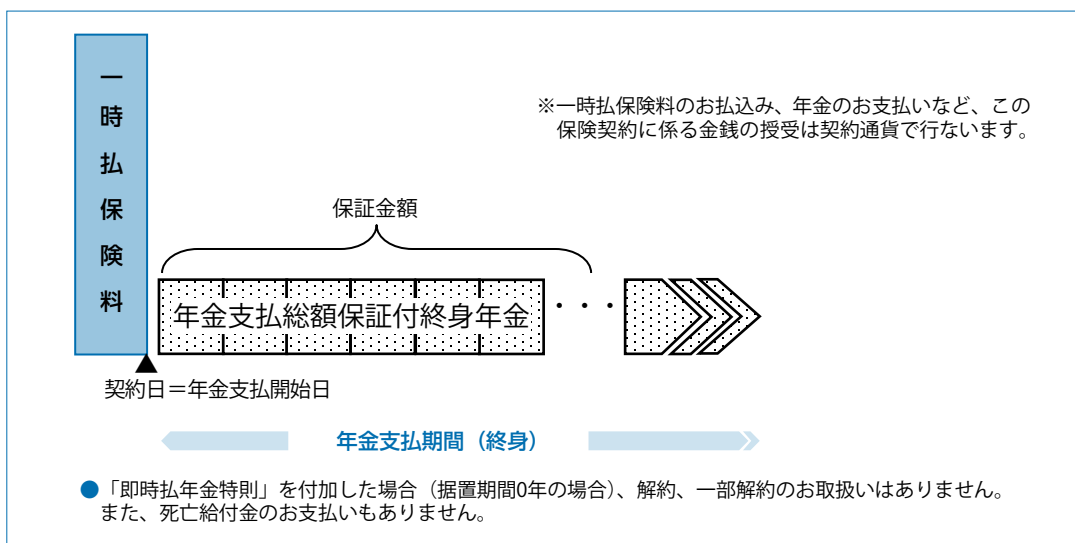 一時払保険料
※一時払保険料のお払込み、年金のお支払いなど、この
保険契約に係る金銭の授受は契約通貨で行ないます。
保証金額
年金支払総額保証付終身年金
・・・
契約日＝年金支払開始日
年金支払期間（終身）
●「即時払年金特則」を付加した場合（据置期間0年の場合）、解約、一部解約のお取扱いはありません。
また、死亡給付金のお支払いもありません。